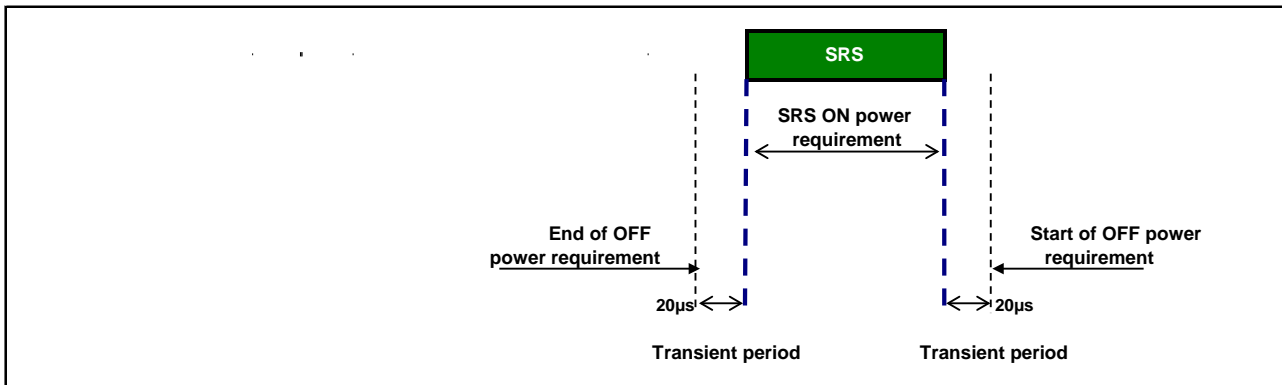 SRS
SRS ON power
requirement
End of OFF
power requirement
Start of OFF power
requirement
20µs
20µs
Transient period
Transient period